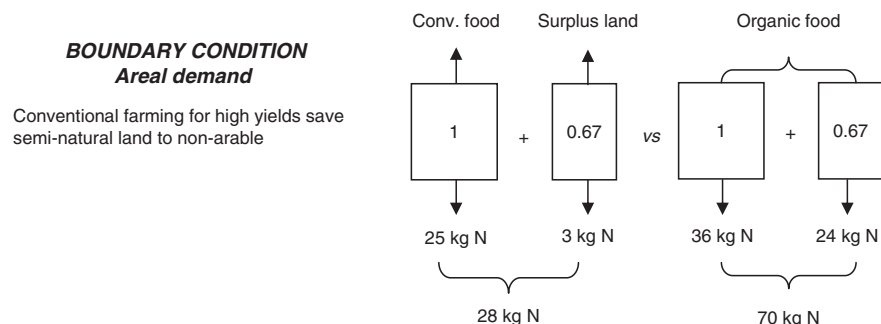 BOUNDARY CONDITION
Areal demand
Conventional farming for high yields save
semi-natural land to non-arable
Conv. food
Surplus land
Organic food
1
+
0.67
vs
1
+
0.67
25 kg N
3 kg N
36 kg N
24 kg N
28 kg N
70 kg N